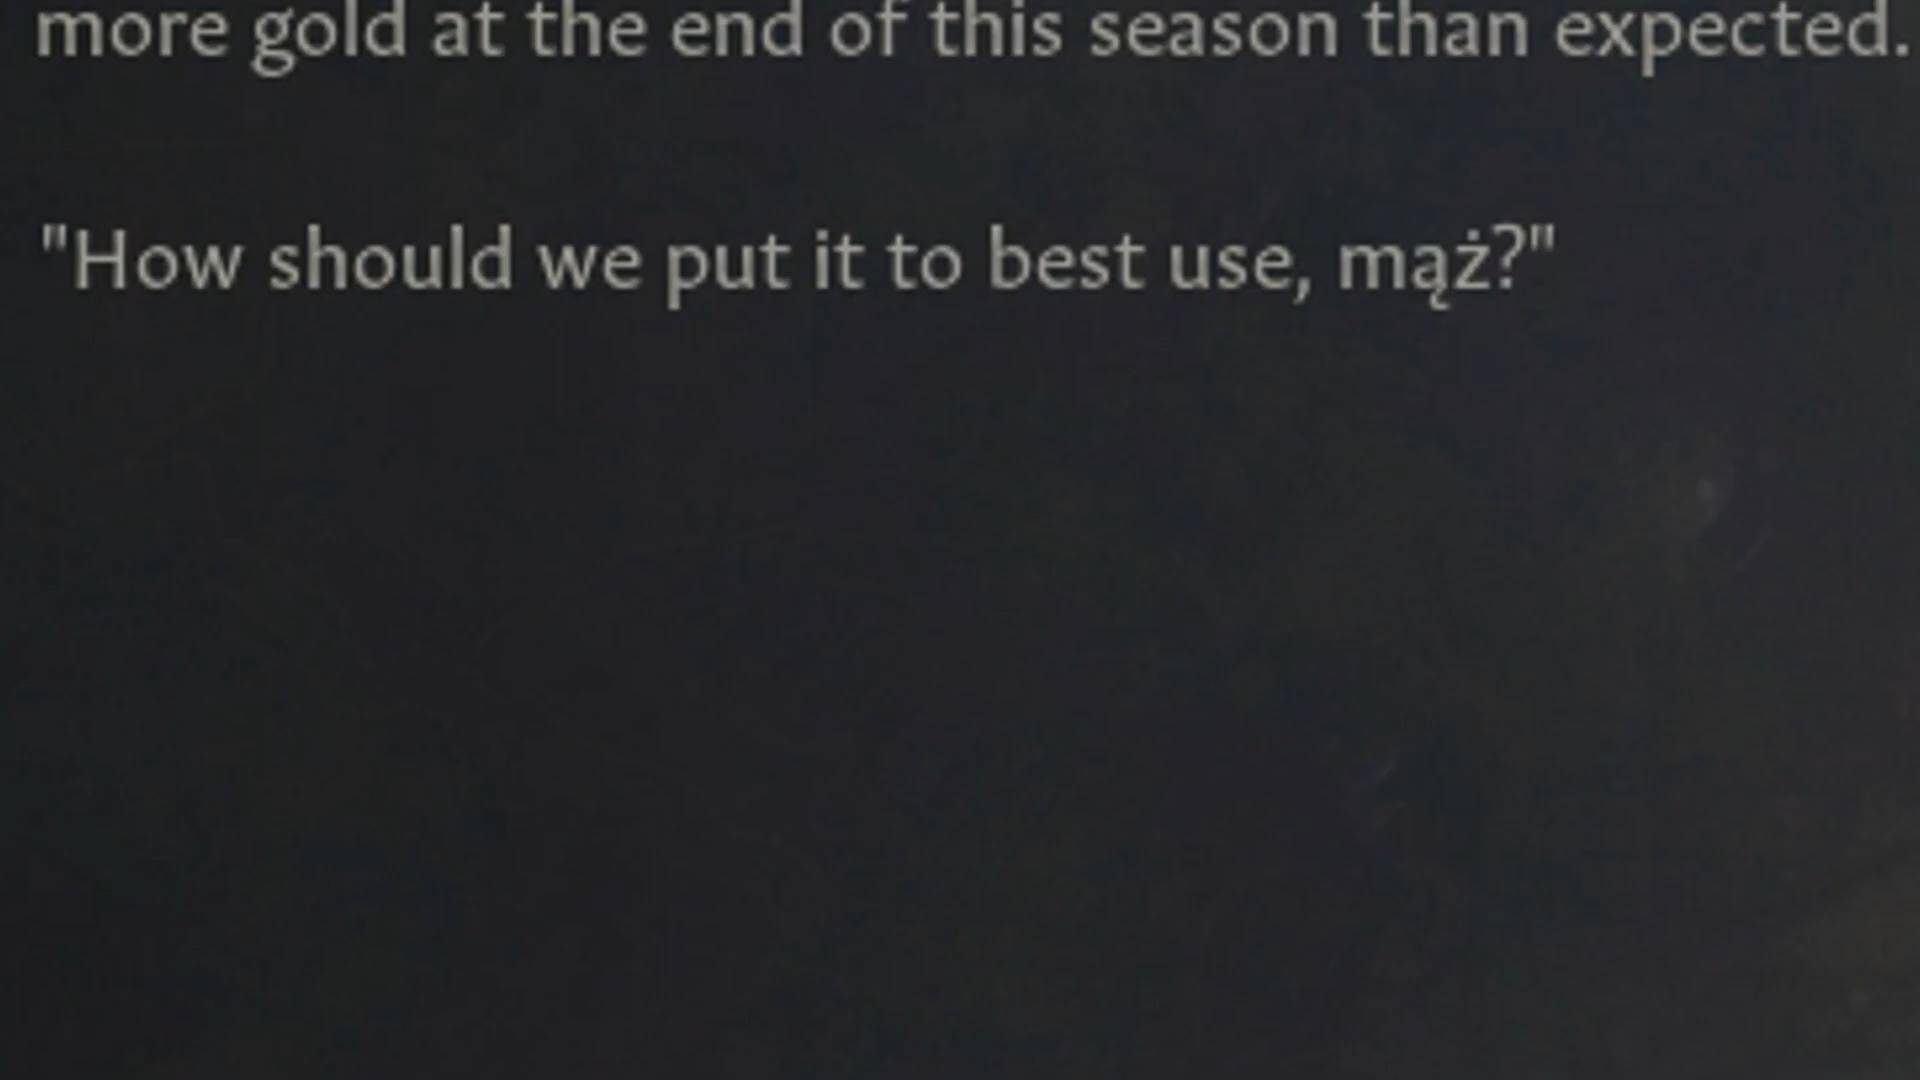 more gold at the end of this season than expected.
"How should we put it to best use, mąż?"